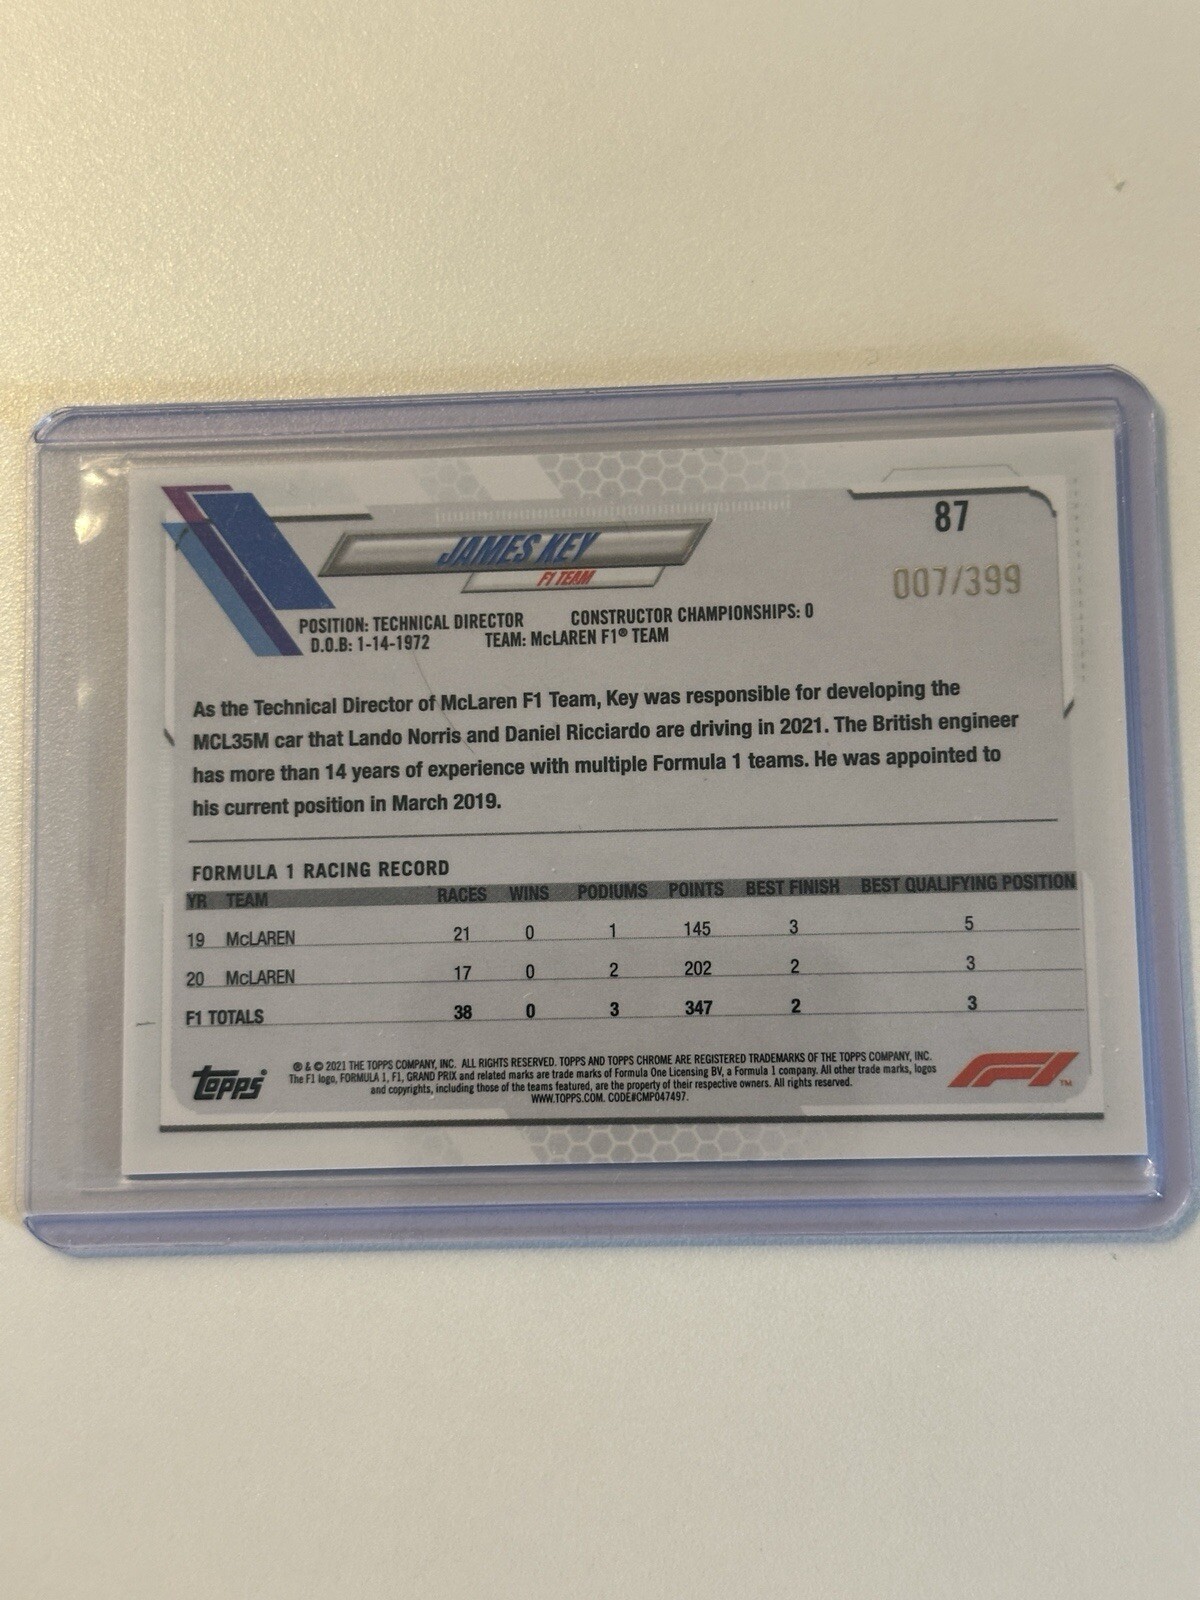 87
JAMES KEY
F1 TEAM
007/399
POSITION: TECHNICAL DIRECTOR CONSTRUCTOR CHAMPIONSHIPS: 0
D.O.B: 1-14-1972 TEAM: McLAREN F1® TEAM
As the Technical Director of McLaren F1 Team, Key was responsible for developing the
MCL35M car that Lando Norris and Daniel Ricciardo are driving in 2021. The British engineer
has more than 14 years of experience with multiple Formula 1 teams. He was appointed to
his current position in March 2019.
FORMULA 1 RACING RECORD
YR TEAM RACES WINS PODIUMS POINTS BEST FINISH BEST QUALIFYING POSITION
19 McLAREN 21 0 1 145 3 5
20 McLAREN 17 0 2 202 2 3
F1 TOTALS 38 0 3 347 2 3
Topps
® & © 2021 THE TOPPS COMPANY, INC. ALL RIGHTS RESERVED. TOPPS AND TOPPS CHROME ARE REGISTERED TRADEMARKS OF THE TOPPS COMPANY, INC.
The F1 logo, FORMULA 1, F1, GRAND PRIX and related marks are trade marks of Formula One Licensing BV, a Formula 1 company. All other trade marks, logos
and copyrights, including those of the teams featured, are the property of their respective owners. All rights reserved.
WWW.TOPPS.COM. CODE#CMP047497.
F1™